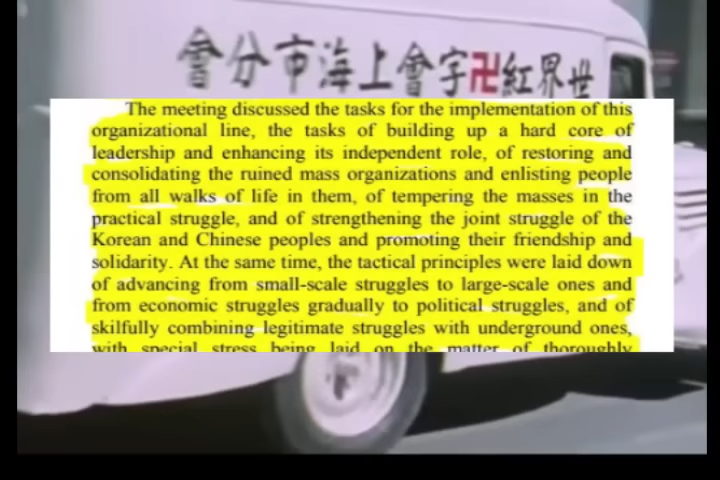 世界紅卍字會上海市分會
The meeting discussed the tasks for the implementation of this
organizational line, the tasks of building up a hard core of
leadership and enhancing its independent role, of restoring and
consolidating the ruined mass organizations and enlisting people
from all walks of life in them, of tempering the masses in the
practical struggle, and of strengthening the joint struggle of the
Korean and Chinese peoples and promoting their friendship and
solidarity. At the same time, the tactical principles were laid down
of advancing from small-scale struggles to large-scale ones and
from economic struggles gradually to political struggles, and of
skilfully combining legitimate struggles with underground ones,
with special stress being laid on the matter of thoroughly